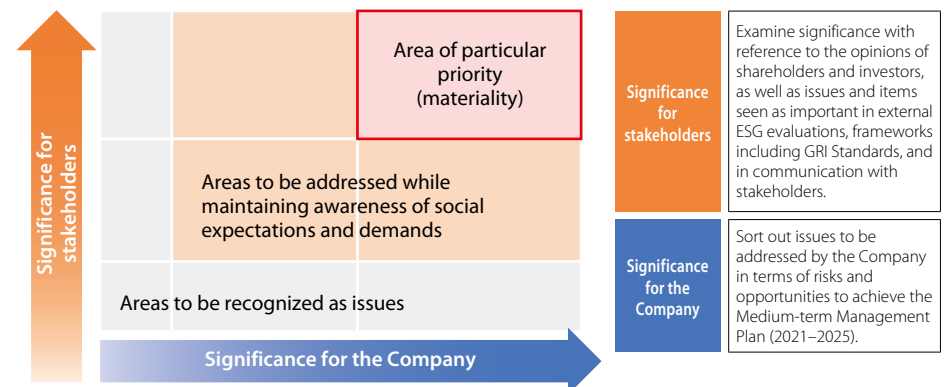 Significance for
stakeholders
Area of particular
priority
(materiality)
Areas to be addressed while
maintaining awareness of social
expectations and demands
Areas to be recognized as issues
Significance for the Company
Significance
for
stakeholders
Examine significance with
reference to the opinions of
shareholders and investors,
as well as issues and items
seen as important in external
ESG evaluations, frameworks
including GRI Standards, and
in communication with
stakeholders.
Significance
for the
Company
Sort out issues to be
addressed by the Company
in terms of risks and
opportunities to achieve the
Medium-term Management
Plan (2021–2025).